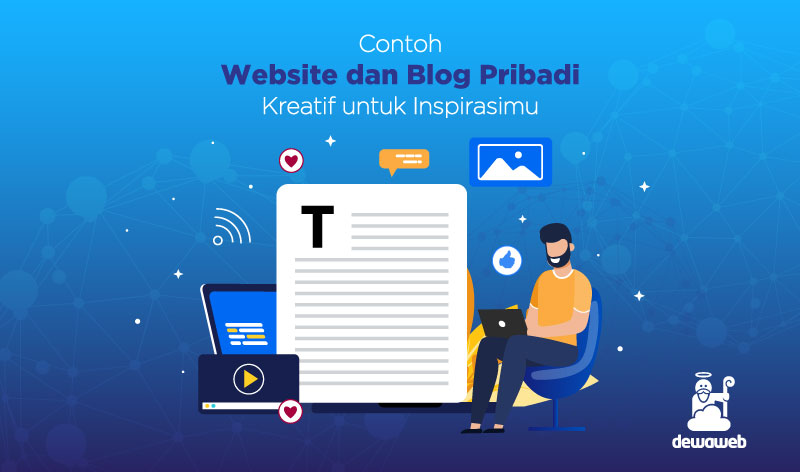 Contoh
Website dan Blog Pribadi
Kreatif untuk Inspirasimu
T
dewaweb